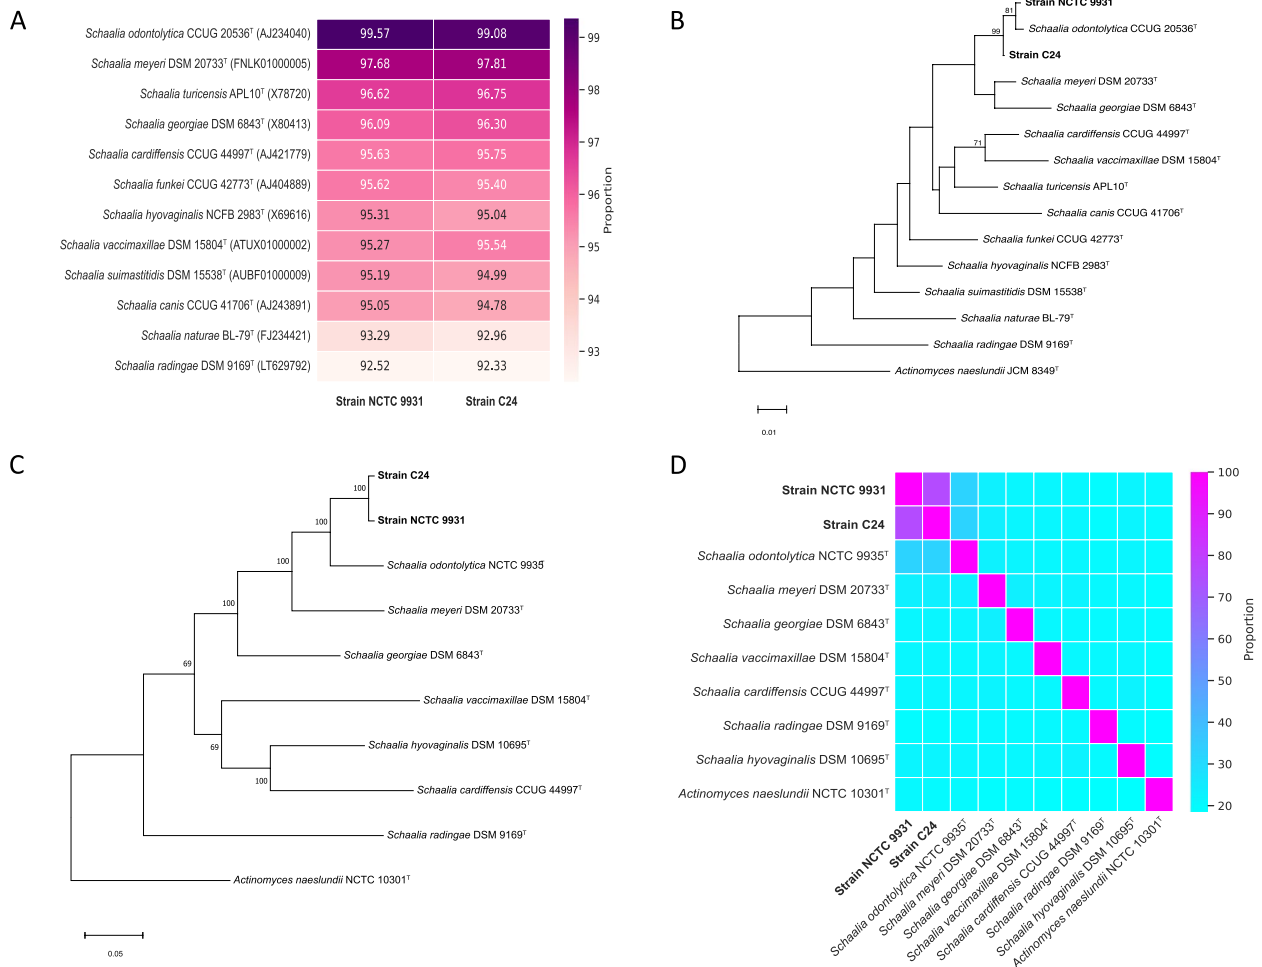 A
Schaalia odontolytica CCUG 20536ᵀ (AJ234040) 99.57 99.08
Schaalia meyeri DSM 20733ᵀ (FNLK01000005) 97.68 97.81
Schaalia turicensis APL10ᵀ (X78720) 96.62 96.75
Schaalia georgiae DSM 6843ᵀ (X80413) 96.09 96.30
Schaalia cardiffensis CCUG 44997ᵀ (AJ421779) 95.63 95.75
Schaalia funkei CCUG 42773ᵀ (AJ404889) 95.62 95.40
Schaalia hyovaginalis NCFB 2983ᵀ (X69616) 95.31 95.04
Schaalia vaccimaxillae DSM 15804ᵀ (ATUX01000002) 95.27 95.54
Schaalia suimastitidis DSM 15538ᵀ (AUBF01000009) 95.19 94.99
Schaalia canis CCUG 41706ᵀ (AJ243891) 95.05 94.78
Schaalia naturae BL-79ᵀ (FJ234421) 93.29 92.96
Schaalia radingae DSM 9169ᵀ (LT629792) 92.52 92.33
Strain NCTC 9931 Strain C24
99
98
97
96
95
94
93
Proportion
B
Strain NCTC 9931
81
Schaalia odontolytica CCUG 20536ᵀ
99
Strain C24
Schaalia meyeri DSM 20733ᵀ
Schaalia georgiae DSM 6843ᵀ
Schaalia cardiffensis CCUG 44997ᵀ
71
Schaalia vaccimaxillae DSM 15804ᵀ
Schaalia turicensis APL10ᵀ
Schaalia canis CCUG 41706ᵀ
Schaalia funkei CCUG 42773ᵀ
Schaalia hyovaginalis NCFB 2983ᵀ
Schaalia suimastitidis DSM 15538ᵀ
Schaalia naturae BL-79ᵀ
Schaalia radingae DSM 9169ᵀ
Actinomyces naeslundii JCM 8349ᵀ
0.01
C
Strain C24
100
Strain NCTC 9931
100
Schaalia odontolytica NCTC 9935ᵀ
100
Schaalia meyeri DSM 20733ᵀ
100
Schaalia georgiae DSM 6843ᵀ
69
Schaalia vaccimaxillae DSM 15804ᵀ
69
Schaalia hyovaginalis DSM 10695ᵀ
100
Schaalia cardiffensis CCUG 44997ᵀ
Schaalia radingae DSM 9169ᵀ
Actinomyces naeslundii NCTC 10301ᵀ
0.05
D
Strain NCTC 9931
Strain C24
Schaalia odontolytica NCTC 9935ᵀ
Schaalia meyeri DSM 20733ᵀ
Schaalia georgiae DSM 6843ᵀ
Schaalia vaccimaxillae DSM 15804ᵀ
Schaalia cardiffensis CCUG 44997ᵀ
Schaalia radingae DSM 9169ᵀ
Schaalia hyovaginalis DSM 10695ᵀ
Actinomyces naeslundii NCTC 10301ᵀ
Strain NCTC 9931
Strain C24
Schaalia odontolytica NCTC 9935ᵀ
Schaalia meyeri DSM 20733ᵀ
Schaalia georgiae DSM 6843ᵀ
Schaalia vaccimaxillae DSM 15804ᵀ
Schaalia cardiffensis CCUG 44997ᵀ
Schaalia radingae DSM 9169ᵀ
Schaalia hyovaginalis DSM 10695ᵀ
Actinomyces naeslundii NCTC 10301ᵀ
100
90
80
70
60
50
40
30
20
Proportion